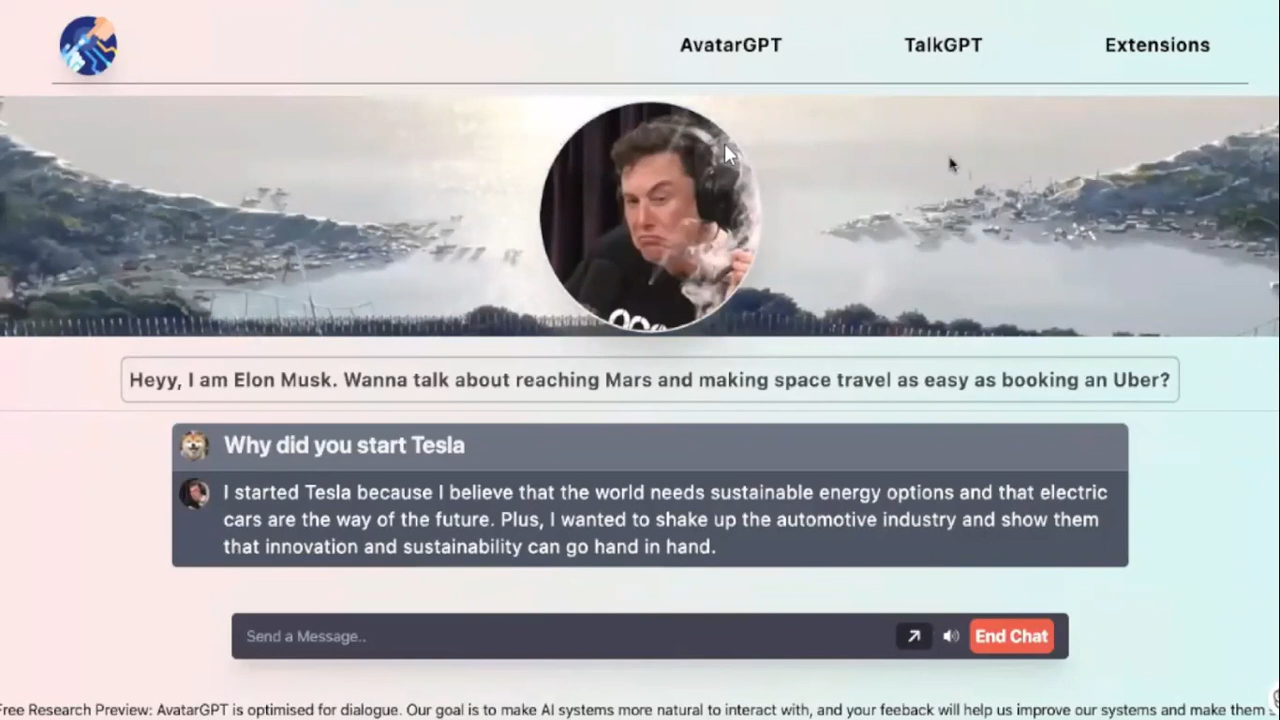 AvatarGPT TalkGPT Extensions
Heyy, I am Elon Musk. Wanna talk about reaching Mars and making space travel as easy as booking an Uber?
Why did you start Tesla
I started Tesla because I believe that the world needs sustainable energy options and that electric
cars are the way of the future. Plus, I wanted to shake up the automotive industry and show them
that innovation and sustainability can go hand in hand.
Send a Message..
End Chat
Free Research Preview: AvatarGPT is optimised for dialogue. Our goal is to make AI systems more natural to interact with, and your feeback will help us improve our systems and make them